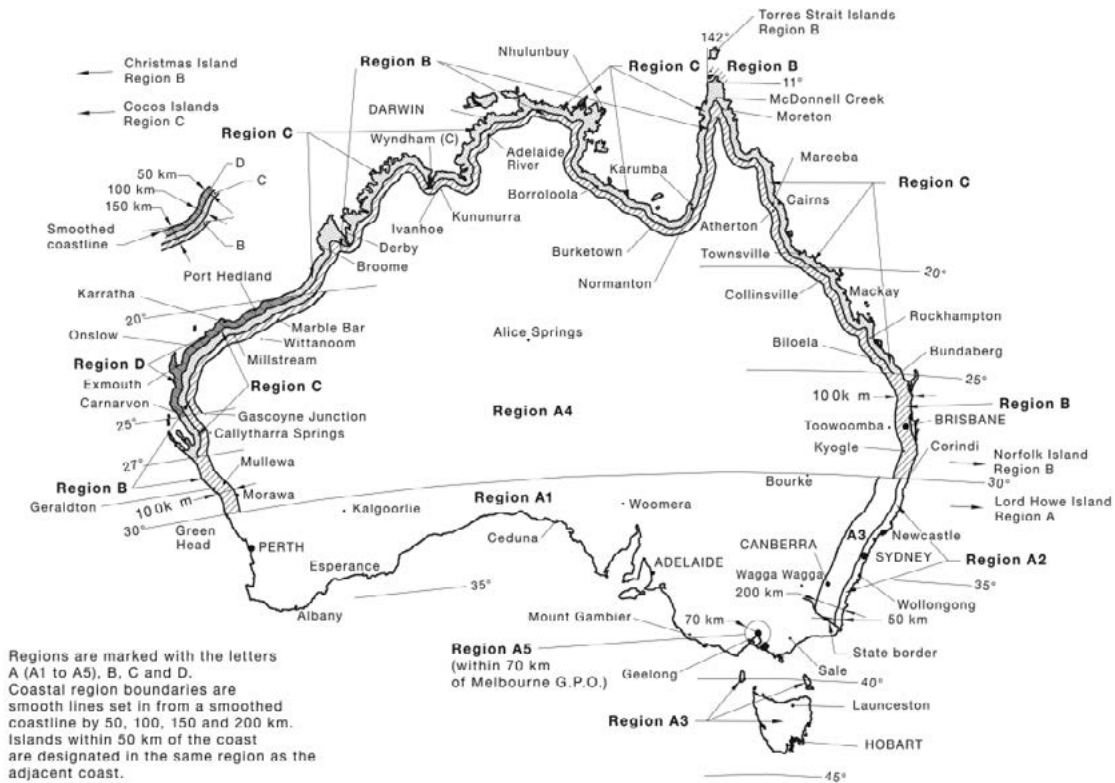 Torres Strait Islands
Region B
142°
Nhulunbuy
Christmas Island
Region B
Region B
Region C
Region B
11°
Cocos Islands
Region C
DARWIN
McDonnell Creek
Moreton
Region C
Wyndham (C)
D
Adelaide
River
Mareeba
50 km
C
Karumba
100 km
Region C
150 km
Borroloola
Cairns
Kununurra
Smoothed
coastline
Ivanhoe
Atherton
B
Derby
Burketown
Townsville
Port Hedland
Broome
20°
Normanton
Collinsville
Mackay
Karratha
20°
Marble Bar
Alice Springs
Rockhampton
Onslow
Wittanoom
Biloela
Millstream
Bundaberg
Region D
Exmouth
Region C
25°
Carnarvon
100k m
Region B
Gascoyne Junction
Region A4
25°
Toowoomba
BRISBANE
Callytharra Springs
Kyogle
Corindi
27°
Mullewa
Norfolk Island
Region B
Region B
Bourke
30°
Geraldton
100k m
Morawa
Region A1
Woomera
Lord Howe Island
Region A
30°
Kalgoorlie
Green
Head
Ceduna
A3
Newcastle
PERTH
CANBERRA
SYDNEY
Region A2
Esperance
ADELAIDE
Wagga Wagga
35°
35°
200 km
Wollongong
Albany
Mount Gambier
70 km
50 km
Region A5
(within 70 km
of Melbourne G.P.O.)
State border
Geelong
Sale
40°
Launceston
Region A3
HOBART
45°
Regions are marked with the letters
A (A1 to A5), B, C and D.
Coastal region boundaries are
smooth lines set in from a smoothed
coastline by 50, 100, 150 and 200 km.
Islands within 50 km of the coast
are designated in the same region as the
adjacent coast.